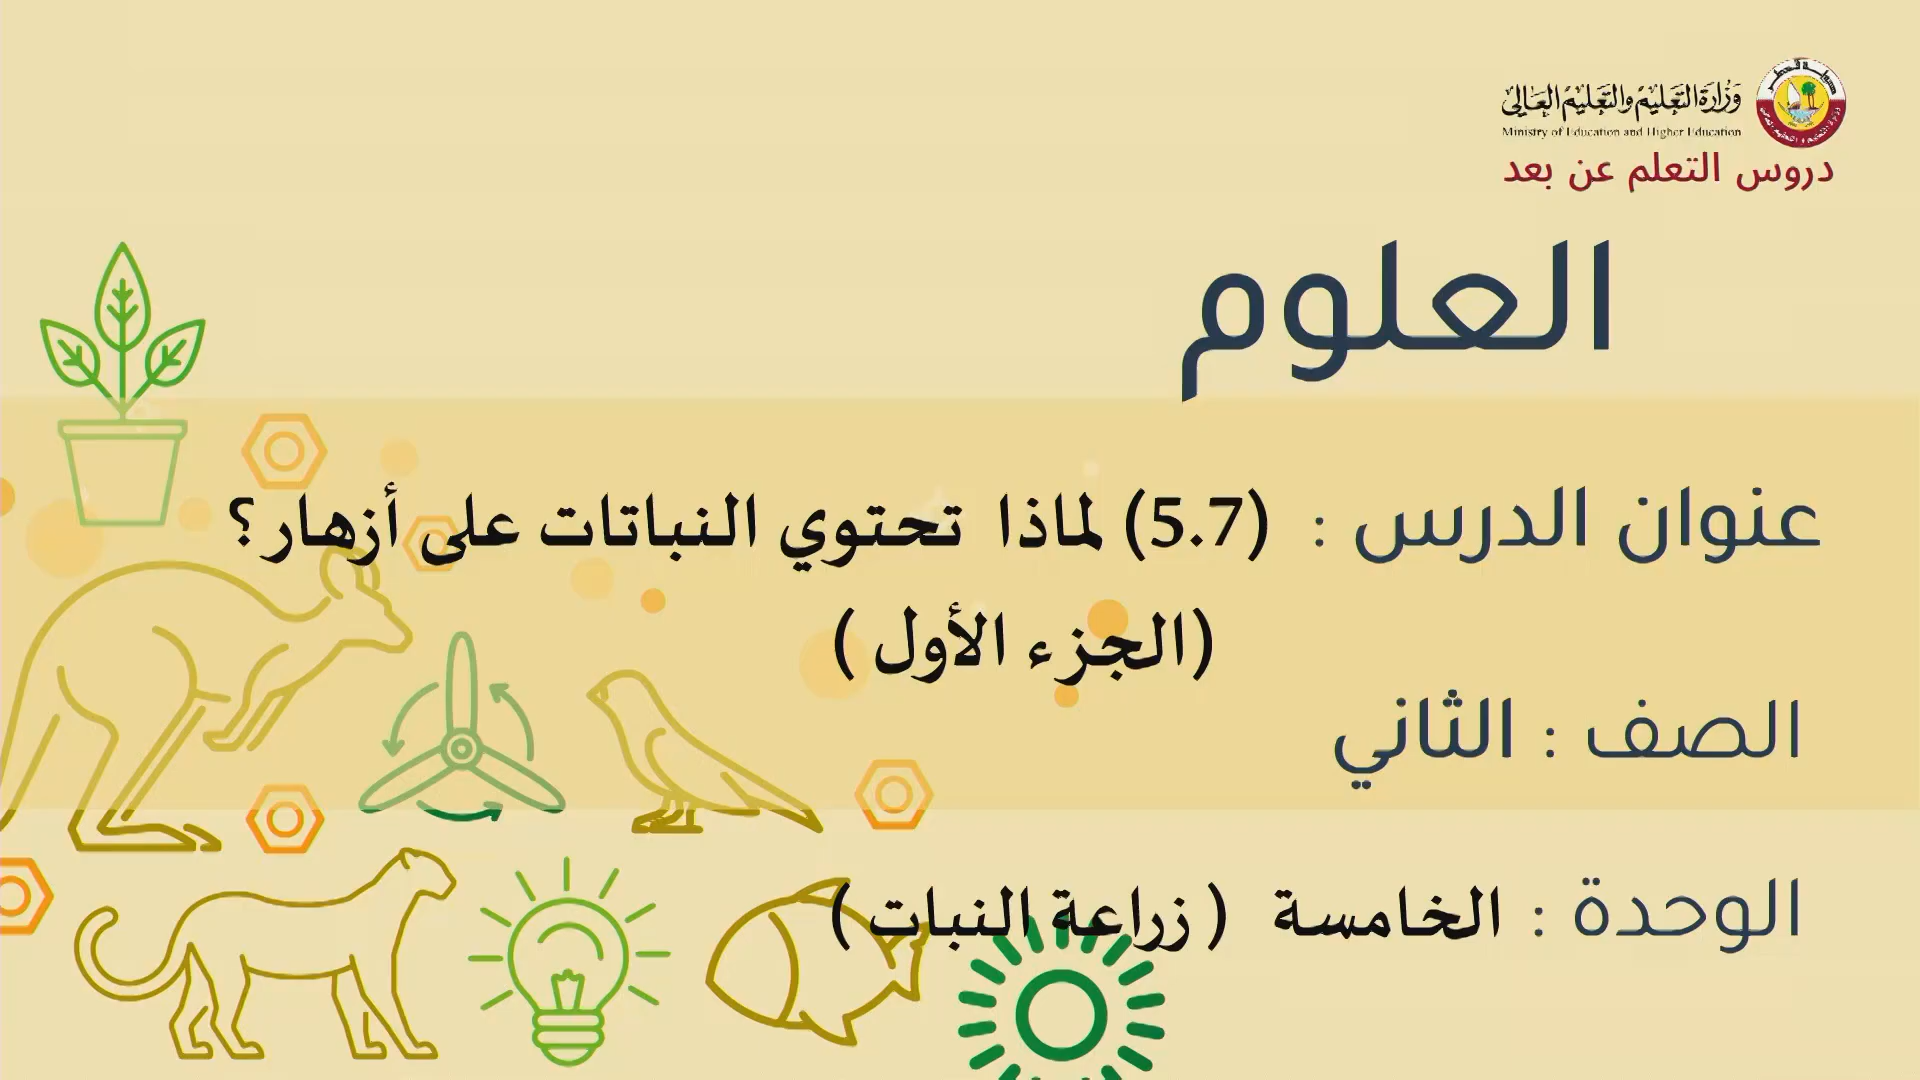 وزارة التعليم والتعليم العالي
Ministry of Education and Higher Education
دروس التعلم عن بعد
العلوم
عنوان الدرس : (5.7) لماذا تحتوي النباتات على أزهار ؟
(الجزء الأول )
الصف : الثاني
الوحدة : الخامسة ( زراعة النبات )